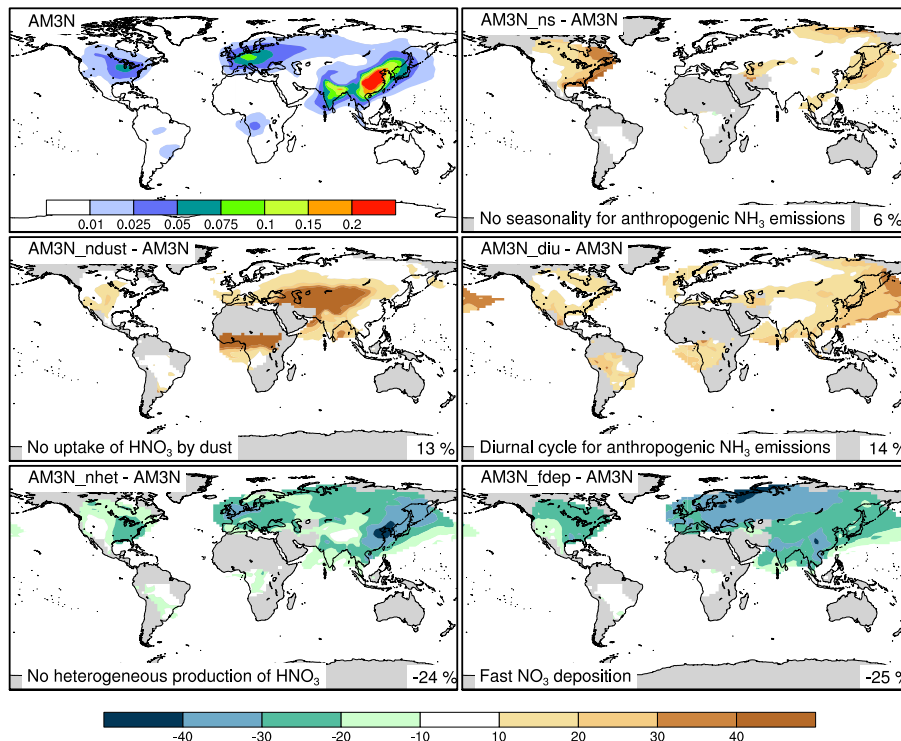 AM3N
0.01 0.025 0.05 0.075 0.1 0.15 0.2
AM3N_ns - AM3N
No seasonality for anthropogenic NH₃ emissions 6 %
AM3N_ndust - AM3N
No uptake of HNO₃ by dust 13 %
AM3N_diu - AM3N
Diurnal cycle for anthropogenic NH₃ emissions 14 %
AM3N_nhet - AM3N
No heterogeneous production of HNO₃ -24 %
AM3N_fdep - AM3N
Fast NO₃ deposition -25 %
-40 -30 -20 -10 10 20 30 40